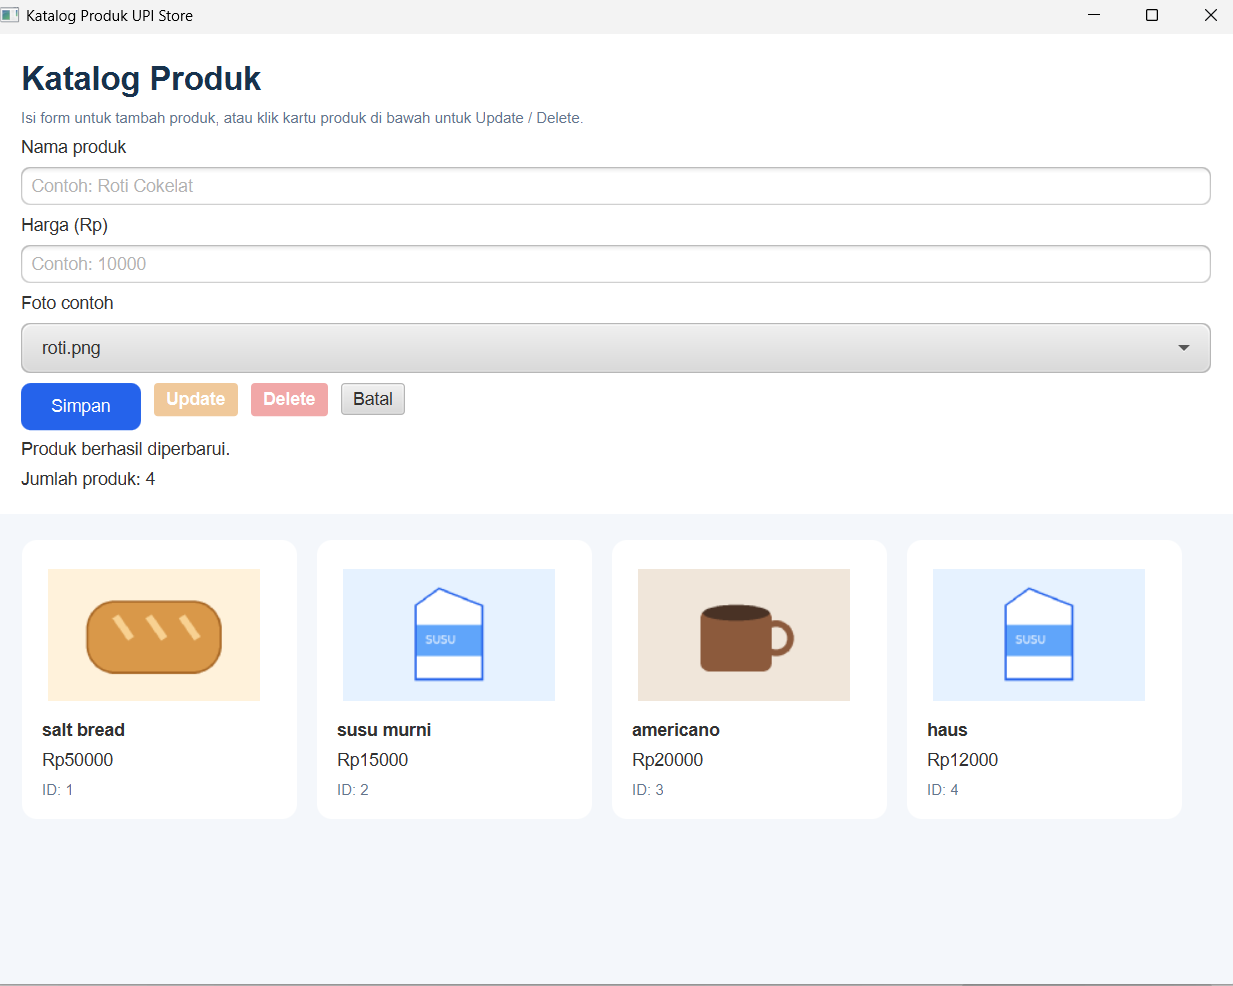 Katalog Produk UPI Store
Katalog Produk
Isi form untuk tambah produk, atau klik kartu produk di bawah untuk Update / Delete.
Nama produk
Contoh: Roti Cokelat
Harga (Rp)
Contoh: 10000
Foto contoh
roti.png
Simpan Update Delete Batal
Produk berhasil diperbarui.
Jumlah produk: 4
SUSU SUSU
salt bread susu murni americano haus
Rp50000 Rp15000 Rp20000 Rp12000
ID: 1 ID: 2 ID: 3 ID: 4